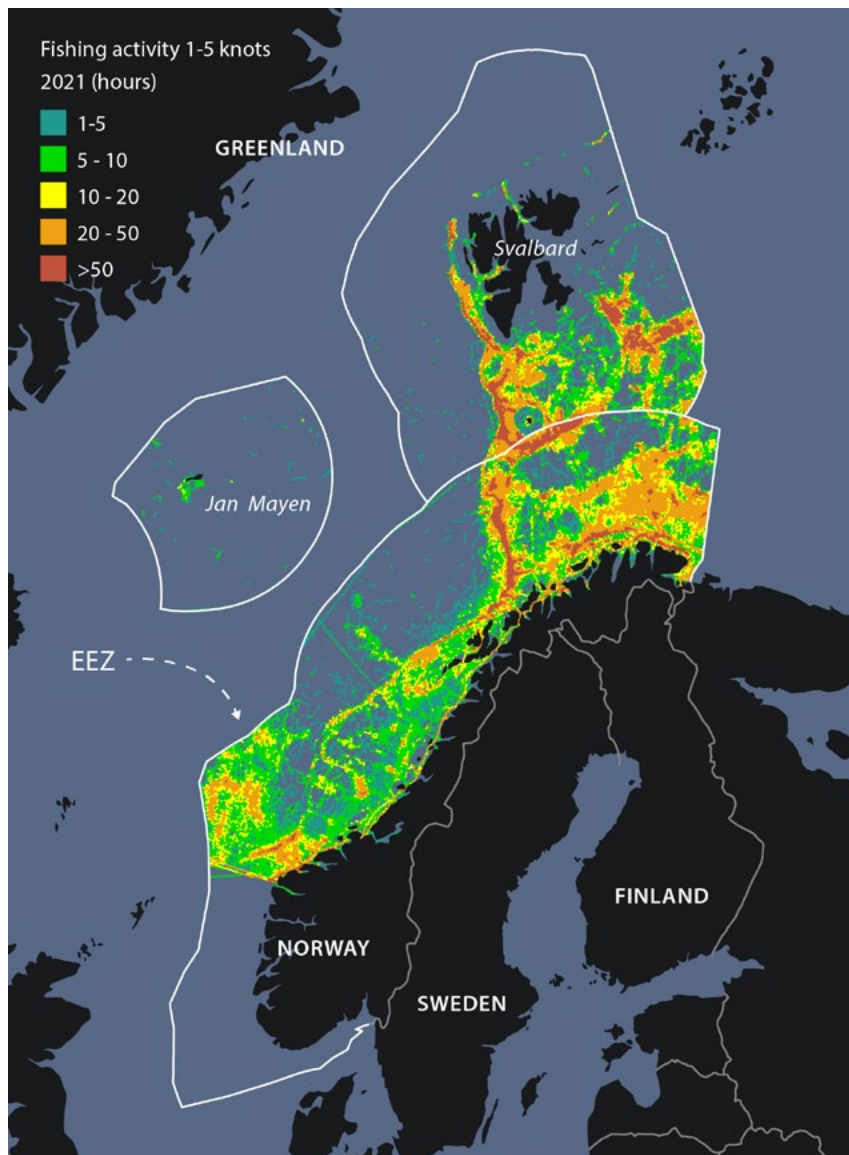 Fishing activity 1-5 knots
2021 (hours)
1-5
5 - 10
10 - 20
20 - 50
>50
GREENLAND
Svalbard
Jan Mayen
EEZ
FINLAND
NORWAY
SWEDEN